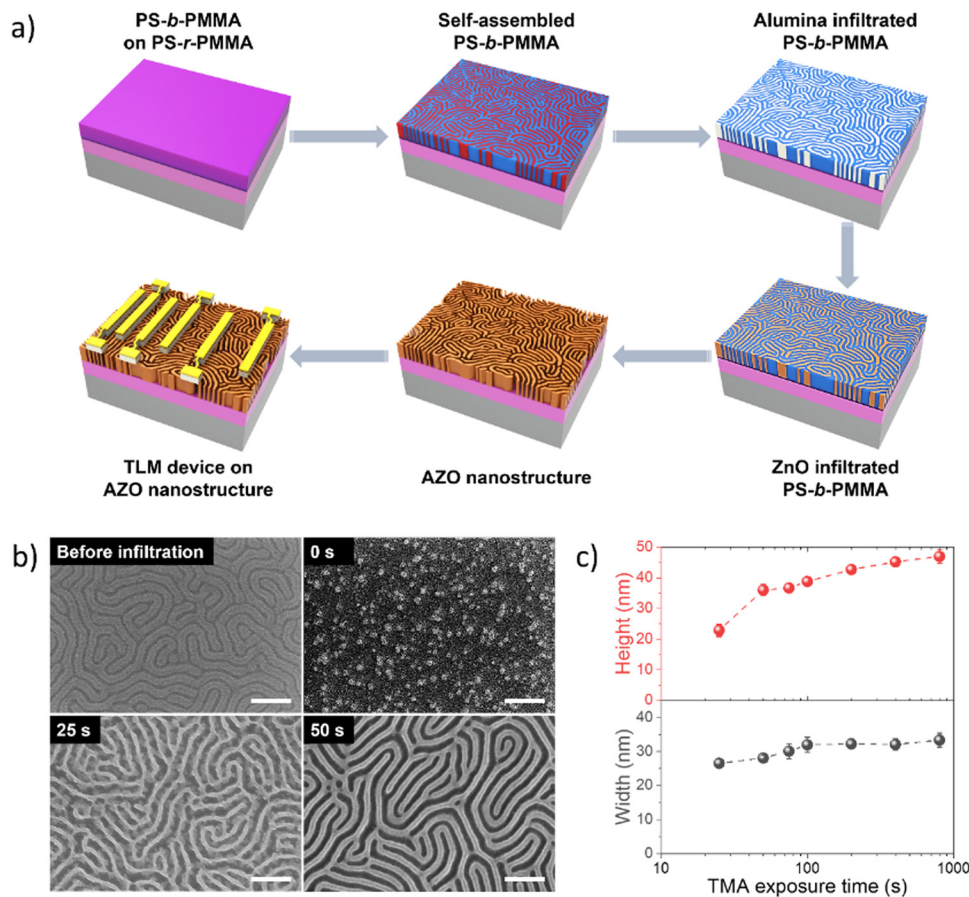 a)
PS-b-PMMA
on PS-r-PMMA
Self-assembled
PS-b-PMMA
Alumina infiltrated
PS-b-PMMA
TLM device on
AZO nanostructure
AZO nanostructure
ZnO infiltrated
PS-b-PMMA
b)
Before infiltration
0 s
25 s
50 s
c)
50
40
30
20
10
0
Height (nm)
40
30
20
10
0
Width (nm)
10
100
1000
TMA exposure time (s)